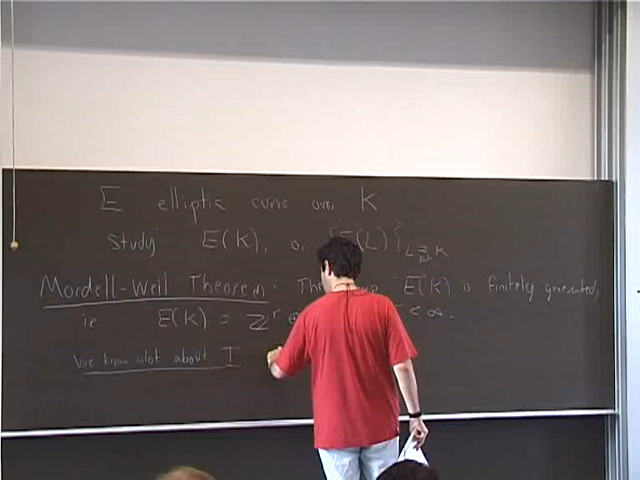 E elliptic curve over K
Study E(K), or {E(L)}_{L⊇K}
Mordell-Weil Theorem: The E(K) is finitely generated,
ie E(K) = Z^r ⊕ < ∞.
We know alot about T